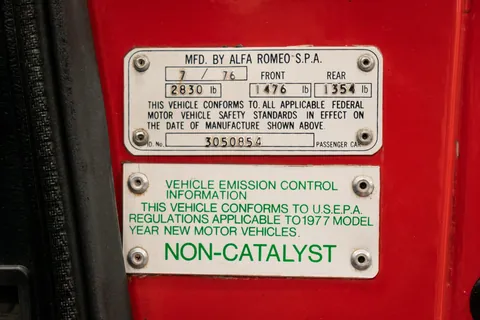 MFD. BY ALFA ROMEO S.P.A.
7 / 76 FRONT REAR
2830 lb 1476 lb 1354 lb
THIS VEHICLE CONFORMS TO ALL APPLICABLE FEDERAL
MOTOR VEHICLE SAFETY STANDARDS IN EFFECT ON
THE DATE OF MANUFACTURE SHOWN ABOVE
D. No. 3050854 PASSENGER CAR
VEHICLE EMISSION CONTROL
INFORMATION
THIS VEHICLE CONFORMS TO U.S.E.P.A.
REGULATIONS APPLICABLE TO 1977 MODEL
YEAR NEW MOTOR VEHICLES.
NON-CATALYST